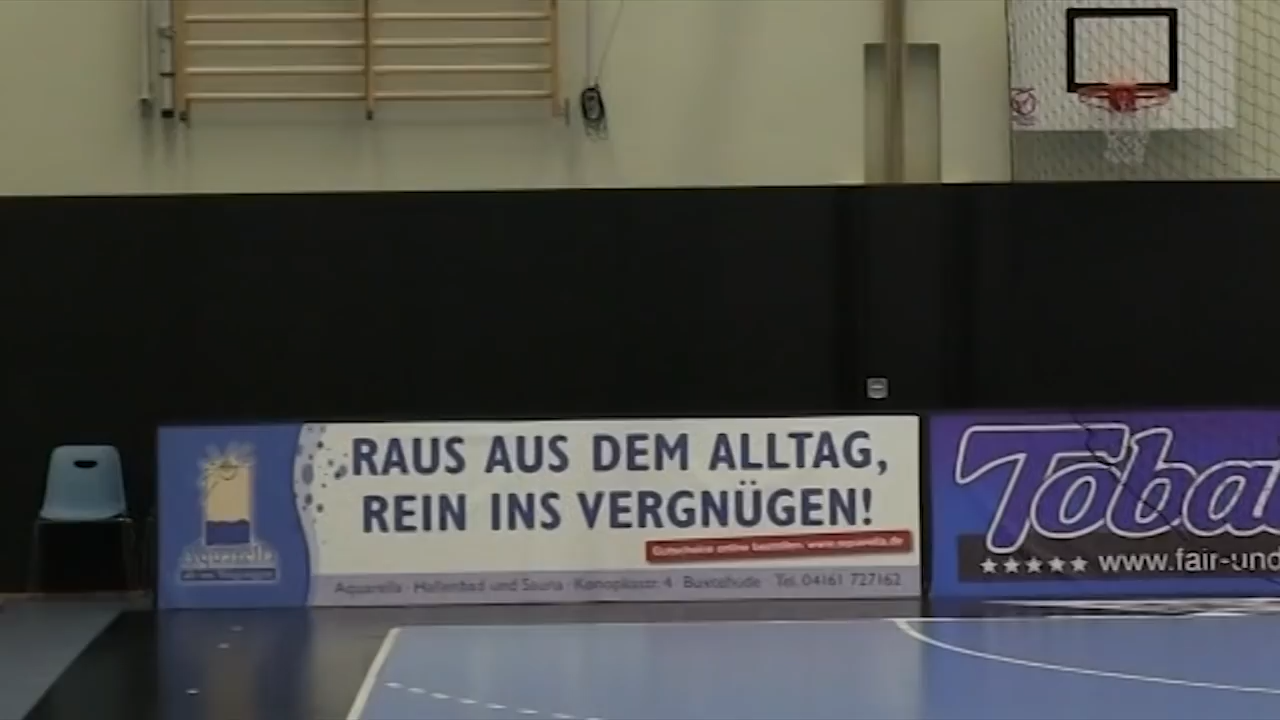 RAUS AUS DEM ALLTAG,
REIN INS VERGNÜGEN!
Gutscheine online bestellen: www.aquarella.de
Aquarella
Aquarella · Hallenbad und Sauna · Konopkastr. 4 Buxtehude Tel. 04161 727162
Toba
★★★★★ www.fair-und